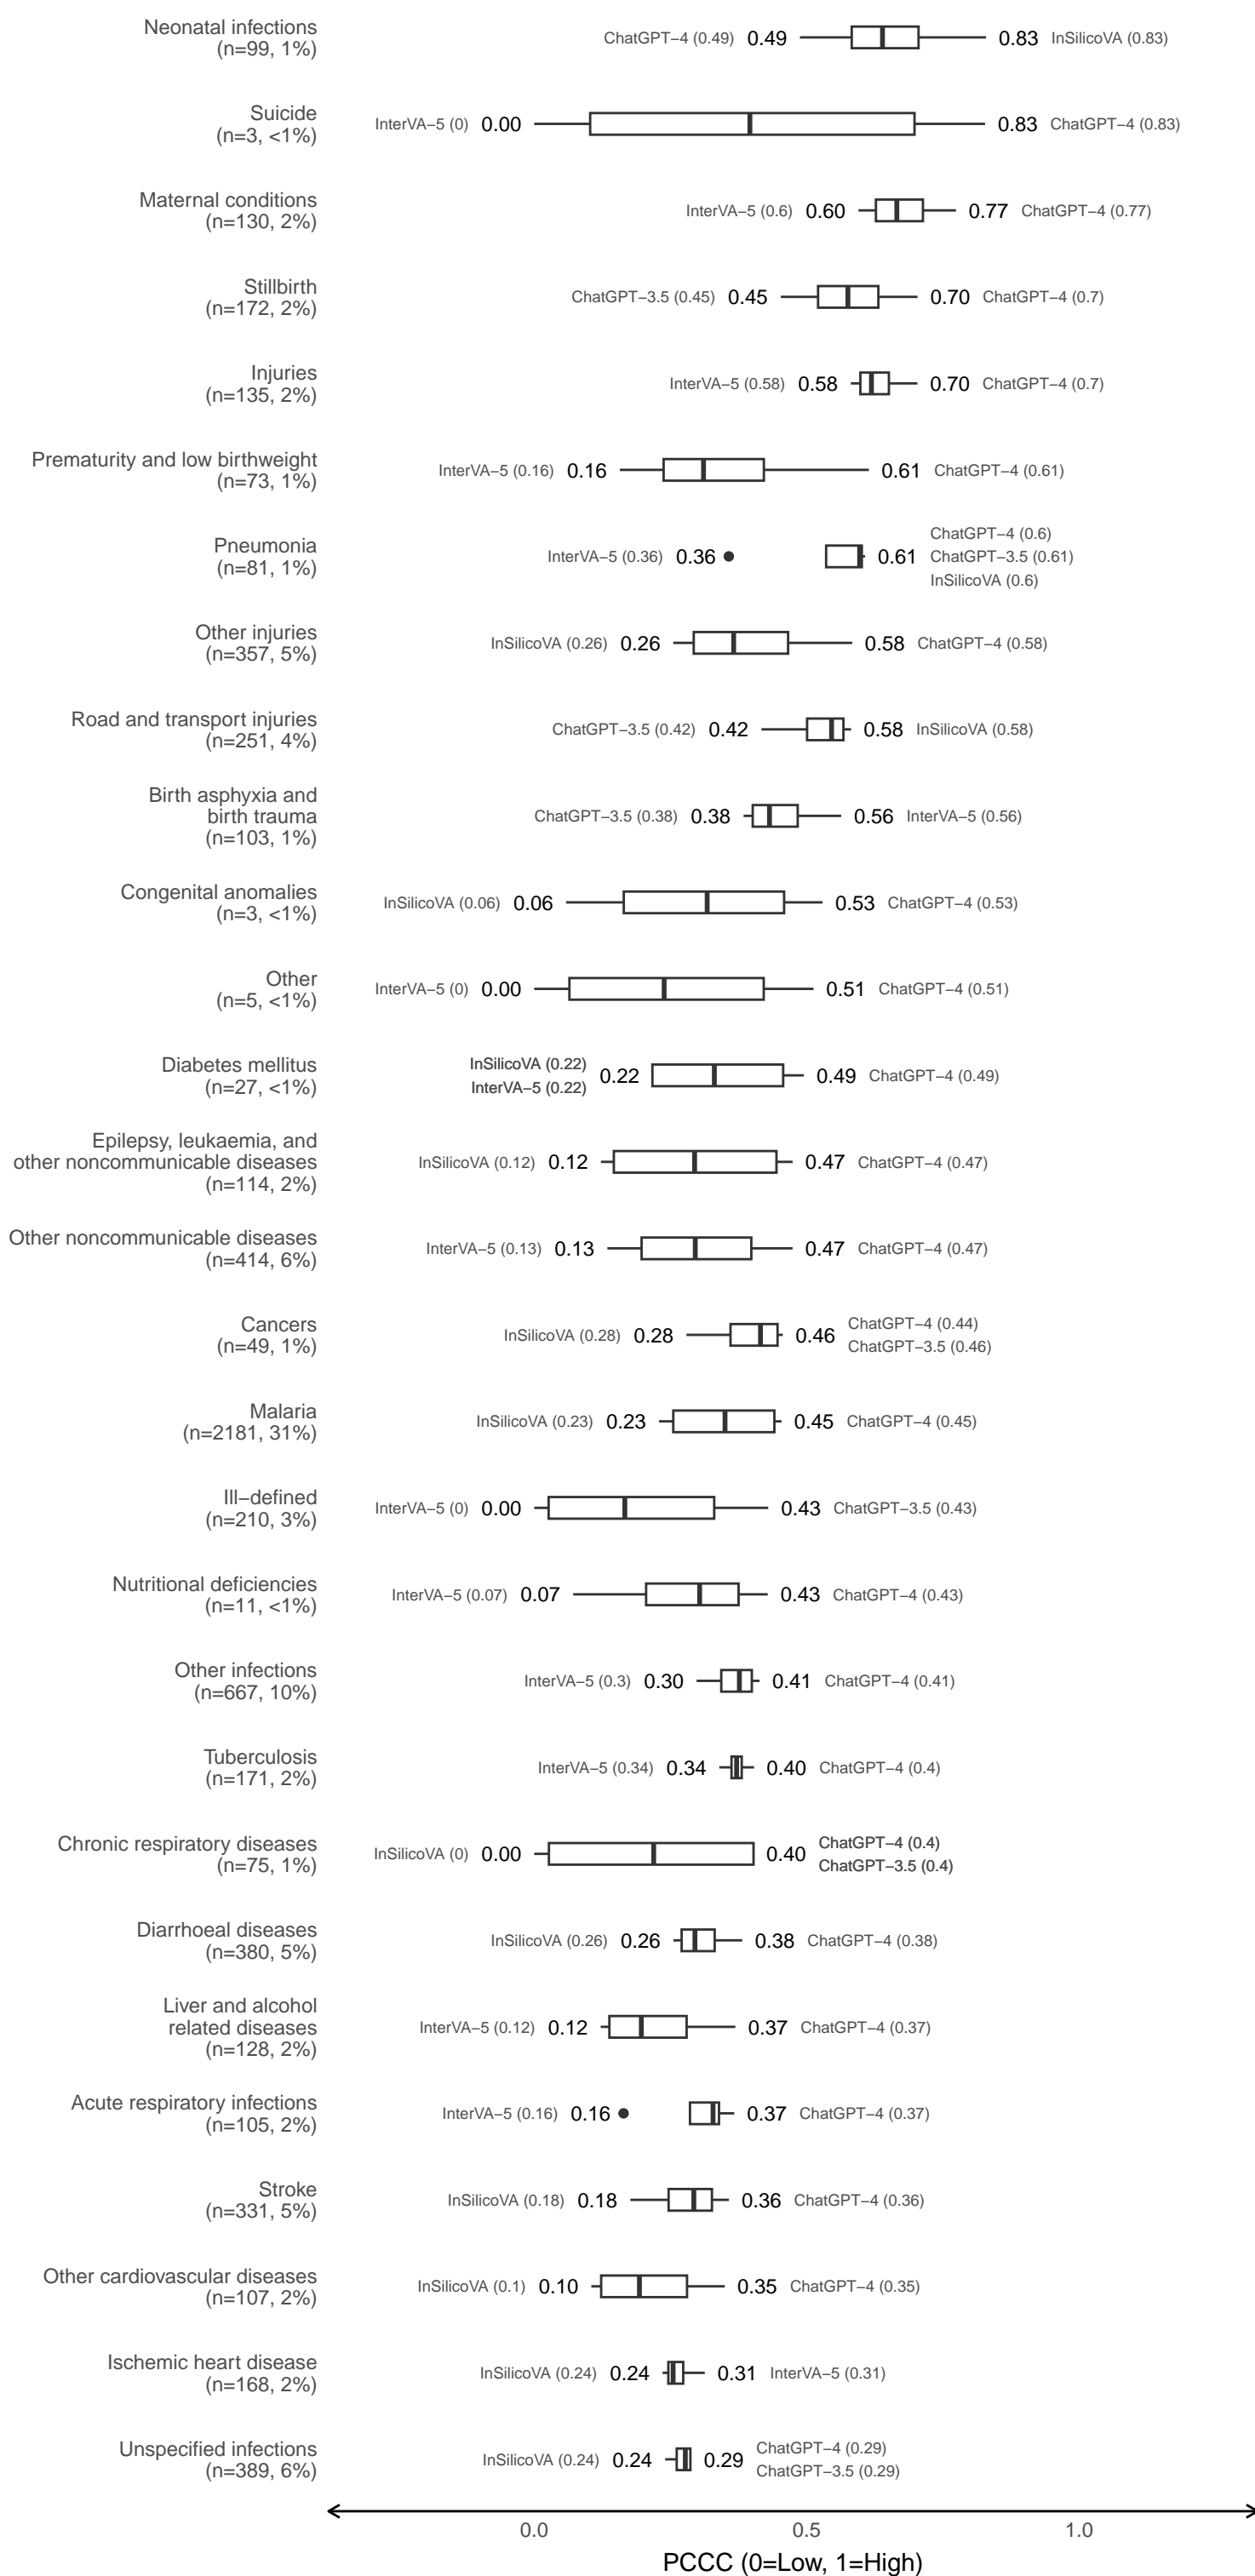 Neonatal infections
(n=99, 1%)
ChatGPT−4 (0.49) 0.49 0.83 InSilicoVA (0.83)
Suicide
(n=3, <1%)
InterVA−5 (0) 0.00 0.83 ChatGPT−4 (0.83)
Maternal conditions
(n=130, 2%)
InterVA−5 (0.6) 0.60 0.77 ChatGPT−4 (0.77)
Stillbirth
(n=172, 2%)
ChatGPT−3.5 (0.45) 0.45 0.70 ChatGPT−4 (0.7)
Injuries
(n=135, 2%)
InterVA−5 (0.58) 0.58 0.70 ChatGPT−4 (0.7)
Prematurity and low birthweight
(n=73, 1%)
InterVA−5 (0.16) 0.16 0.61 ChatGPT−4 (0.61)
Pneumonia
(n=81, 1%)
InterVA−5 (0.36) 0.36 0.61
ChatGPT−4 (0.6)
ChatGPT−3.5 (0.61)
InSilicoVA (0.6)
Other injuries
(n=357, 5%)
InSilicoVA (0.26) 0.26 0.58 ChatGPT−4 (0.58)
Road and transport injuries
(n=251, 4%)
ChatGPT−3.5 (0.42) 0.42 0.58 InSilicoVA (0.58)
Birth asphyxia and
birth trauma
(n=103, 1%)
ChatGPT−3.5 (0.38) 0.38 0.56 InterVA−5 (0.56)
Congenital anomalies
(n=3, <1%)
InSilicoVA (0.06) 0.06 0.53 ChatGPT−4 (0.53)
Other
(n=5, <1%)
InterVA−5 (0) 0.00 0.51 ChatGPT−4 (0.51)
Diabetes mellitus
(n=27, <1%)
InSilicoVA (0.22)
InterVA−5 (0.22)
0.22 0.49 ChatGPT−4 (0.49)
Epilepsy, leukaemia, and
other noncommunicable diseases
(n=114, 2%)
InSilicoVA (0.12) 0.12 0.47 ChatGPT−4 (0.47)
Other noncommunicable diseases
(n=414, 6%)
InterVA−5 (0.13) 0.13 0.47 ChatGPT−4 (0.47)
Cancers
(n=49, 1%)
InSilicoVA (0.28) 0.28 0.46
ChatGPT−4 (0.44)
ChatGPT−3.5 (0.46)
Malaria
(n=2181, 31%)
InSilicoVA (0.23) 0.23 0.45 ChatGPT−4 (0.45)
Ill−defined
(n=210, 3%)
InterVA−5 (0) 0.00 0.43 ChatGPT−3.5 (0.43)
Nutritional deficiencies
(n=11, <1%)
InterVA−5 (0.07) 0.07 0.43 ChatGPT−4 (0.43)
Other infections
(n=667, 10%)
InterVA−5 (0.3) 0.30 0.41 ChatGPT−4 (0.41)
Tuberculosis
(n=171, 2%)
InterVA−5 (0.34) 0.34 0.40 ChatGPT−4 (0.4)
Chronic respiratory diseases
(n=75, 1%)
InSilicoVA (0) 0.00 0.40
ChatGPT−4 (0.4)
ChatGPT−3.5 (0.4)
Diarrhoeal diseases
(n=380, 5%)
InSilicoVA (0.26) 0.26 0.38 ChatGPT−4 (0.38)
Liver and alcohol
related diseases
(n=128, 2%)
InterVA−5 (0.12) 0.12 0.37 ChatGPT−4 (0.37)
Acute respiratory infections
(n=105, 2%)
InterVA−5 (0.16) 0.16 0.37 ChatGPT−4 (0.37)
Stroke
(n=331, 5%)
InSilicoVA (0.18) 0.18 0.36 ChatGPT−4 (0.36)
Other cardiovascular diseases
(n=107, 2%)
InSilicoVA (0.1) 0.10 0.35 ChatGPT−4 (0.35)
Ischemic heart disease
(n=168, 2%)
InSilicoVA (0.24) 0.24 0.31 InterVA−5 (0.31)
Unspecified infections
(n=389, 6%)
InSilicoVA (0.24) 0.24 0.29
ChatGPT−4 (0.29)
ChatGPT−3.5 (0.29)
0.0 0.5 1.0
PCCC (0=Low, 1=High)